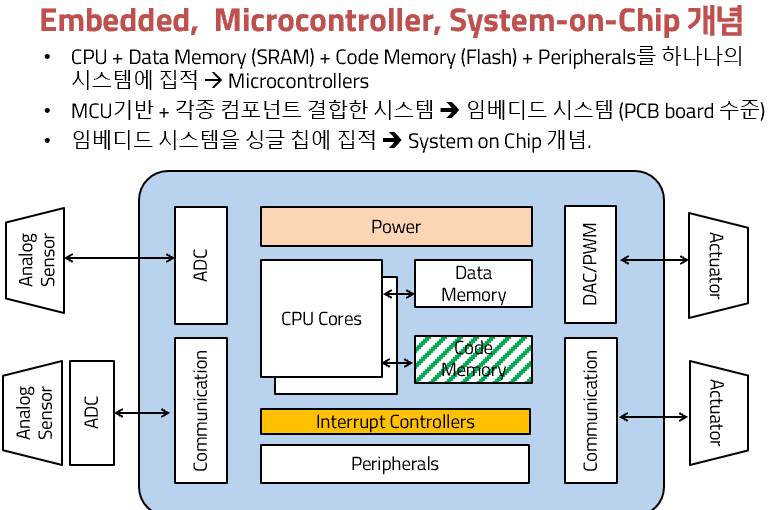 Embedded, Microcontroller, System-on-Chip 개념
• CPU + Data Memory (SRAM) + Code Memory (Flash) + Peripherals를 하나나의
시스템에 집적 → Microcontrollers
• MCU기반 + 각종 컴포넌트 결합한 시스템 ➔ 임베디드 시스템 (PCB board 수준)
• 임베디드 시스템을 싱글 칩에 집적 ➔ System on Chip 개념.
Analog
Sensor
ADC
Power
CPU Cores
Data
Memory
Code
Memory
DAC/PWM
Actuator
Analog
Sensor
ADC
Communication
Interrupt Controllers
Peripherals
Communication
Actuator